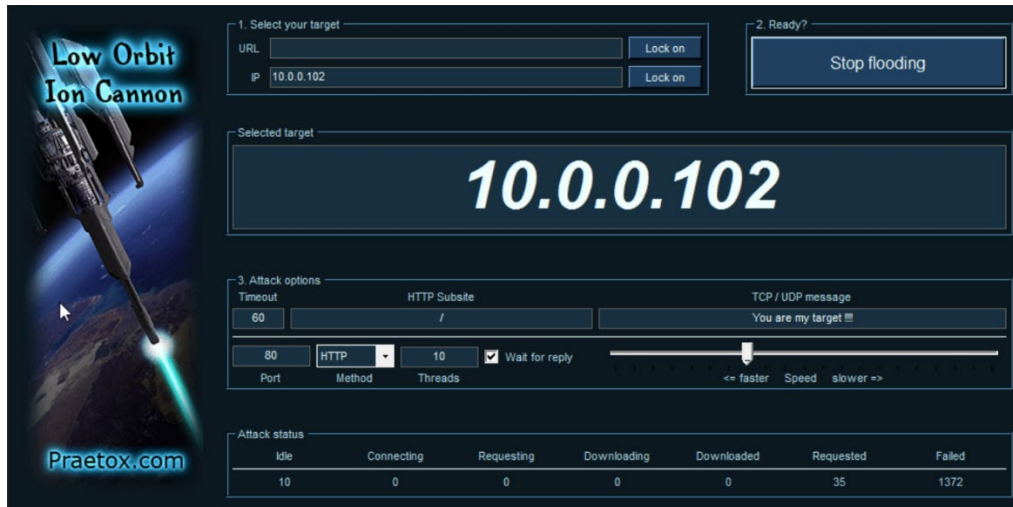 Low Orbit
Ion Cannon
Praetox.com
1. Select your target
URL Lock on
IP 10.0.0.102 Lock on
2. Ready?
Stop flooding
Selected target
10.0.0.102
3. Attack options
Timeout HTTP Subsite TCP / UDP message
60 / You are my target !!!
80 HTTP 10 Wait for reply
Port Method Threads <= faster Speed slower =>
Attack status
Idle Connecting Requesting Downloading Downloaded Requested Failed
10 0 0 0 0 35 1372